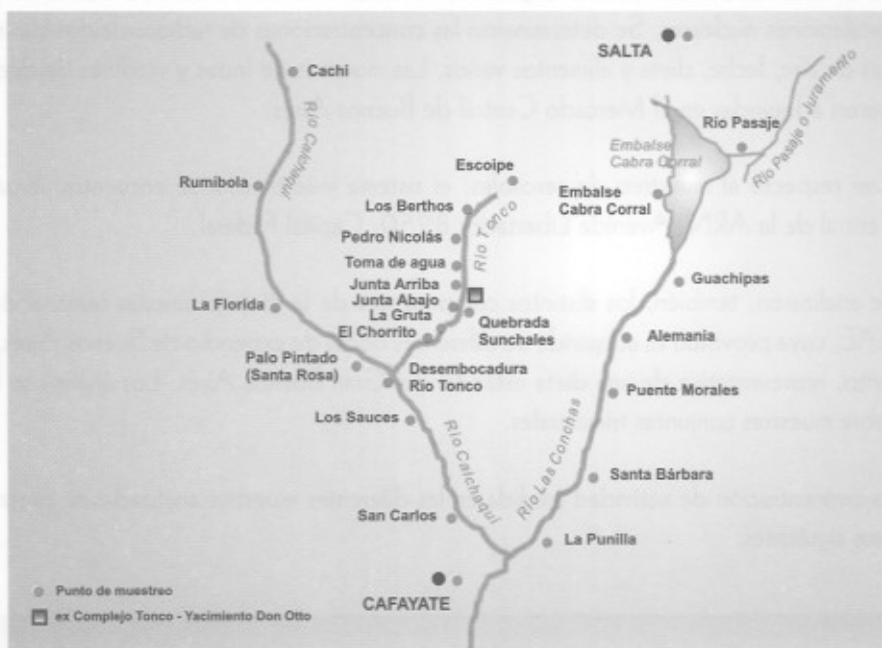 SALTA
Cachi
Río Calchaquí
Río Pasaje
Río Pasaje o Juramento
Embalse
Cabra Corral
Escoipe
Rumibola
Embalse
Cabra Corral
Los Berthos
Río Tonco
Pedro Nicolás
Toma de agua
Guachipas
Junta Arriba
Junta Abajo
La Florida
La Gruta
Quebrada
Sunchales
El Chorrito
Alemania
Palo Pintado
(Santa Rosa)
Desembocadura
Río Tonco
Puente Morales
Los Sauces
Río Calchaquí
Río Las Conchas
Santa Bárbara
San Carlos
La Punilla
CAFAYATE
Punto de muestreo
ex Complejo Tonco - Yacimiento Don Otto